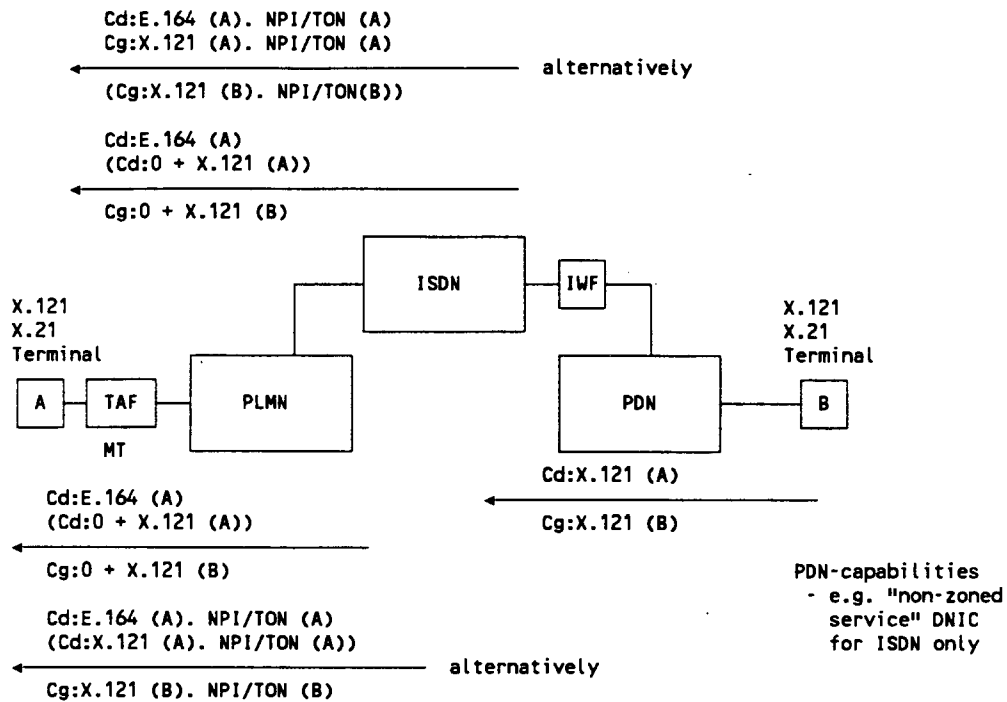 Cd:E.164 (A). NPI/TON (A)
Cg:X.121 (A). NPI/TON (A)
alternatively
(Cg:X.121 (B). NPI/TON(B))
Cd:E.164 (A)
(Cd:0 + X.121 (A))
Cg:0 + X.121 (B)
ISDN
IWF
X.121
X.21
Terminal
X.121
X.21
Terminal
A
TAF
PLMN
PDN
B
MT
Cd:X.121 (A)
Cg:X.121 (B)
Cd:E.164 (A)
(Cd:0 + X.121 (A))
Cg:0 + X.121 (B)
PDN-capabilities
- e.g. "non-zoned
service" DNIC
for ISDN only
Cd:E.164 (A). NPI/TON (A)
(Cd:X.121 (A). NPI/TON (A))
alternatively
Cg:X.121 (B). NPI/TON (B)